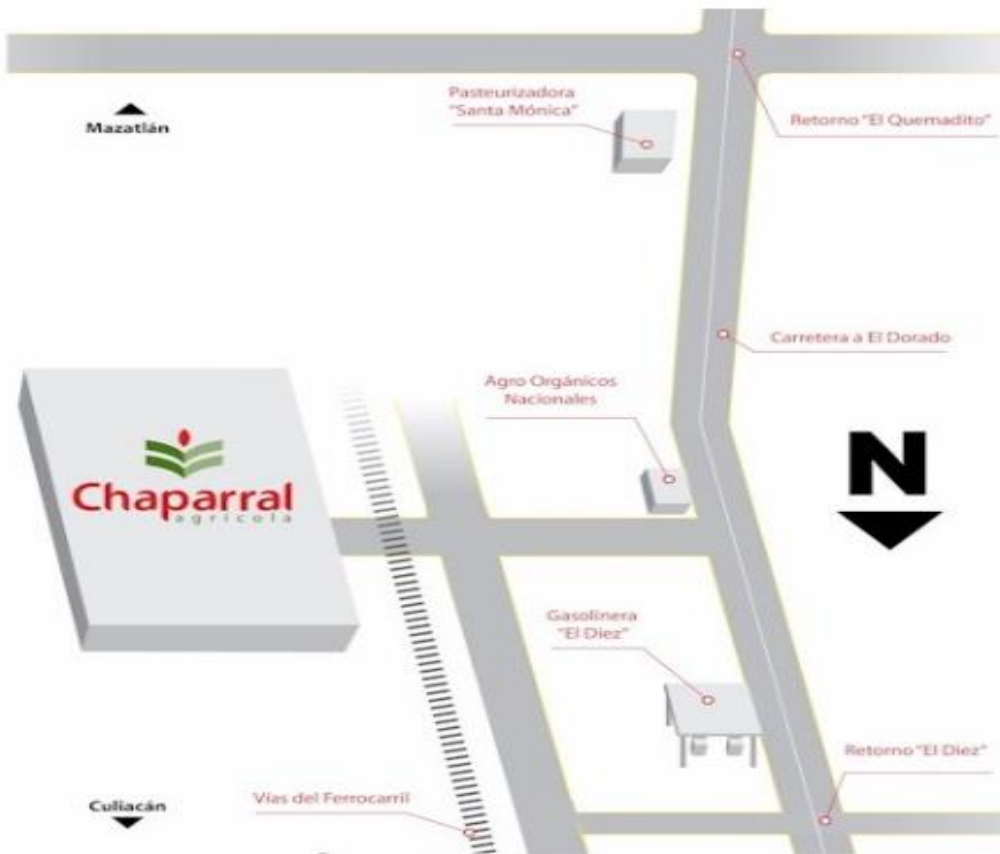 Mazatlán
Pasteurizadora
"Santa Mónica"
Retorno "El Quemadito"
Carretera a El Dorado
Agro Orgánicos
Nacionales
Chaparral
agrícola
N
Gasolinera
"El Diez"
Retorno "El Diez"
Culiacán
Vías del Ferrocarril